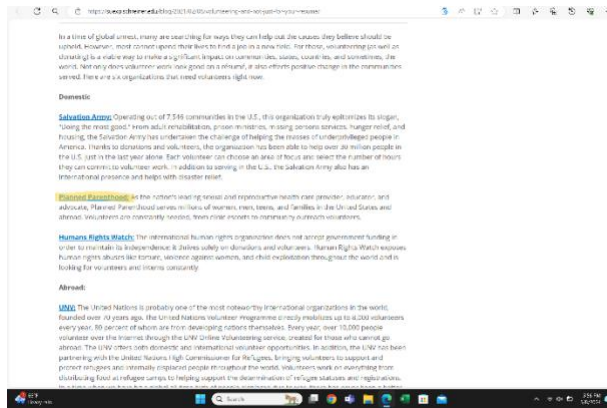 In a time of global unrest, many are searching for ways they can help out the causes they believe should be
upheld. However, most cannot upend their lives to find a job in a new field. For those, volunteering (as well as
donating) is a viable way to make a significant impact on communities, states, countries, and sometimes, the
world. Not only does volunteer work look good on a résumé, it also effects positive change in the communities
served. Here are six organizations that need volunteers right now.
Domestic
Salvation Army: Operating out of 7,546 communities in the U.S., this organization truly epitomizes its slogan,
"Doing the most good." From adult rehabilitation, prison ministries, missing persons services, hunger relief, and
housing, the Salvation Army has undertaken the challenge of helping the masses of underprivileged people in
America. Thanks to donations and volunteers, the organization has been able to help over 30 million people in
the U.S. just in the last year alone. Each volunteer can choose an area of focus and select the number of hours
they can commit to volunteer work. In addition to serving in the U.S., the Salvation Army also has an
international presence and helps with disaster relief.
Planned Parenthood: As the nation's leading sexual and reproductive health care provider, educator, and
advocate, Planned Parenthood serves millions of women, men, teens, and families in the United States and
abroad. Volunteers are constantly needed, from clinic escorts to community outreach volunteers.
Humans Rights Watch: The international human rights organization does not accept government funding in
order to maintain its independence; it thrives solely on donations and volunteers. Human Rights Watch exposes
human rights abuses like torture, violence against women, and child exploitation throughout the world and is
looking for volunteers and interns constantly
Abroad:
UNV: The United Nations is probably one of the most noteworthy international organizations in the world,
founded over 70 years ago. The United Nations Volunteer Programme directly mobilizes up to 8,000 volunteers
every year, 80 percent of whom are from developing nations themselves. Every year, over 10,000 people
volunteer over the Internet through the UNV Online Volunteering service, created for those who cannot go
abroad. The UNV offers both domestic and international volunteer opportunities. In addition, the UNV has been
partnering with the United Nations High Commissioner for Refugees, bringing volunteers to support and
protect refugees and internally displaced people throughout the world. Volunteers work on everything from
distributing food at refugee camps to helping support the determination of refugee statuses and registrations.
Search
3:56 PM